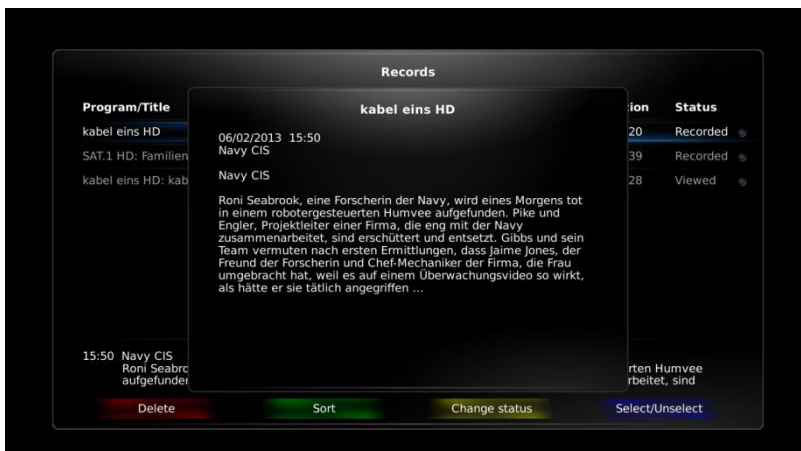 Records
Program/Title ion Status
kabel eins HD 20 Recorded
SAT.1 HD: Familien 39 Recorded
kabel eins HD: kab 28 Viewed
kabel eins HD
06/02/2013 15:50
Navy CIS
Navy CIS
Roni Seabrook, eine Forscherin der Navy, wird eines Morgens tot
in einem robotergesteuerten Humvee aufgefunden. Pike und
Engler, Projektleiter einer Firma, die eng mit der Navy
zusammenarbeitet, sind erschüttert und entsetzt. Gibbs und sein
Team vermuten nach ersten Ermittlungen, dass Jaime Jones, der
Freund der Forscherin und Chef-Mechaniker der Firma, die Frau
umgebracht hat, weil es auf einem Überwachungsvideo so wirkt,
als hätte er sie tätlich angegriffen ...
15:50 Navy CIS
Roni Seabro rten Humvee
aufgefunden rbeitet, sind
Delete Sort Change status Select/Unselect